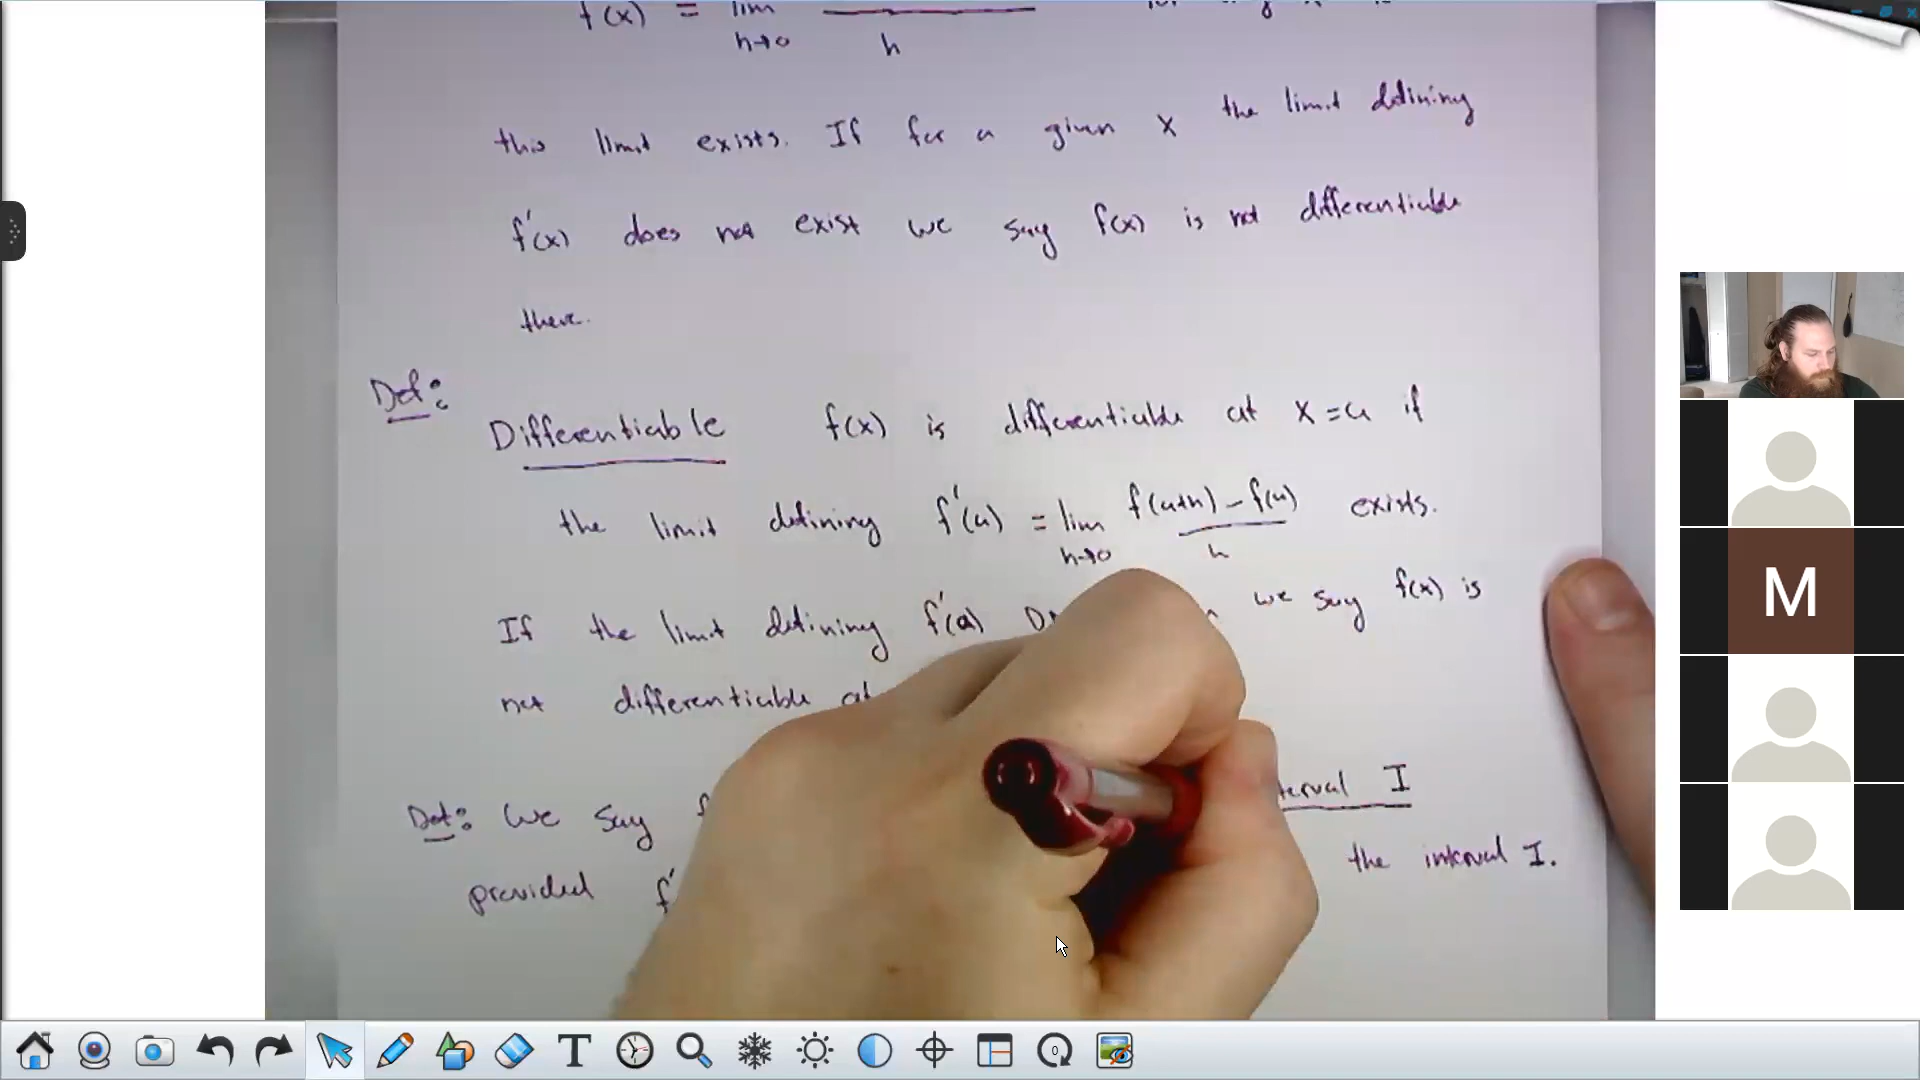 f(x) = lim
h→0 h
this limit exists. If for a given x the limit defining
f'(x) does not exist we say f(x) is not differentiable
there.
Def:
Differentiable f(x) is differentiable at x=a if
the limit defining f'(a) = lim f(a+h)-f(a) exists.
h→0 h
If the limit defining f'(a) we say f(x) is
not differentiable at
Def: We say I
provided the interval I.
M
T
0